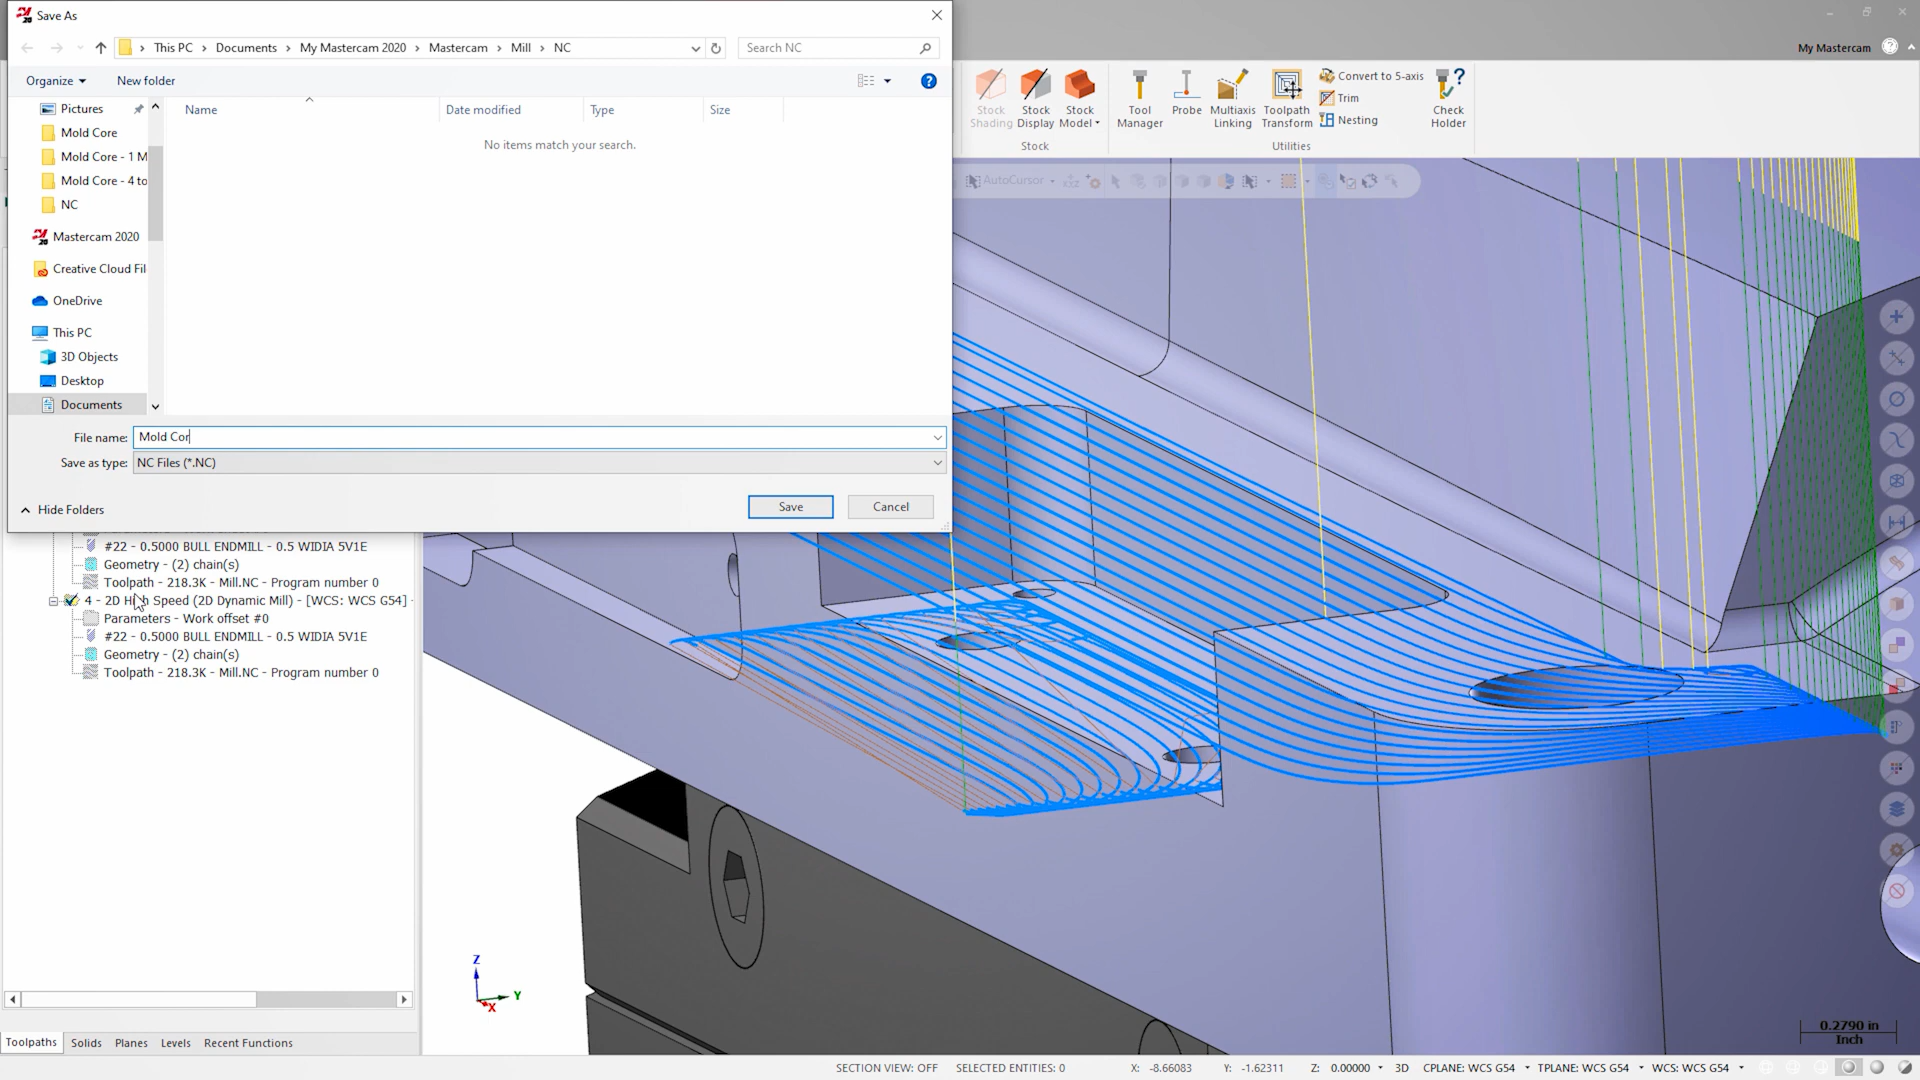 Save As
This PC > Documents > My Mastercam 2020 > Mastercam > Mill > NC
Search NC
Organize
New folder
?
My Mastercam
?
Pictures
Mold Core
Mold Core - 1 M
Mold Core - 4 to
NC
Mastercam 2020
Creative Cloud Fil
OneDrive
This PC
3D Objects
Desktop
Documents
Name
Date modified
Type
Size
No items match your search.
File name:
Mold Cor
Save as type:
NC Files (*.NC)
Hide Folders
Save
Cancel
Stock Shading
Stock Display
Stock Model
Stock
Tool Manager
Probe
Multiaxis Linking
Toolpath Transform
Convert to 5-axis
Trim
Nesting
Utilities
Check Holder
AutoCursor
#22 - 0.5000 BULL ENDMILL - 0.5 WIDIA 5V1E
Geometry - (2) chain(s)
Toolpath - 218.3K - Mill.NC - Program number 0
4 - 2D High Speed (2D Dynamic Mill) - [WCS: WCS G54] -
Parameters - Work offset #0
#22 - 0.5000 BULL ENDMILL - 0.5 WIDIA 5V1E
Geometry - (2) chain(s)
Toolpath - 218.3K - Mill.NC - Program number 0
Z
Y
X
0.2790 in
Inch
Toolpaths
Solids
Planes
Levels
Recent Functions
SECTION VIEW: OFF
SELECTED ENTITIES: 0
X: -8.66083
Y: -1.62311
Z: 0.00000
3D
CPLANE: WCS G54
TPLANE: WCS G54
WCS: WCS G54